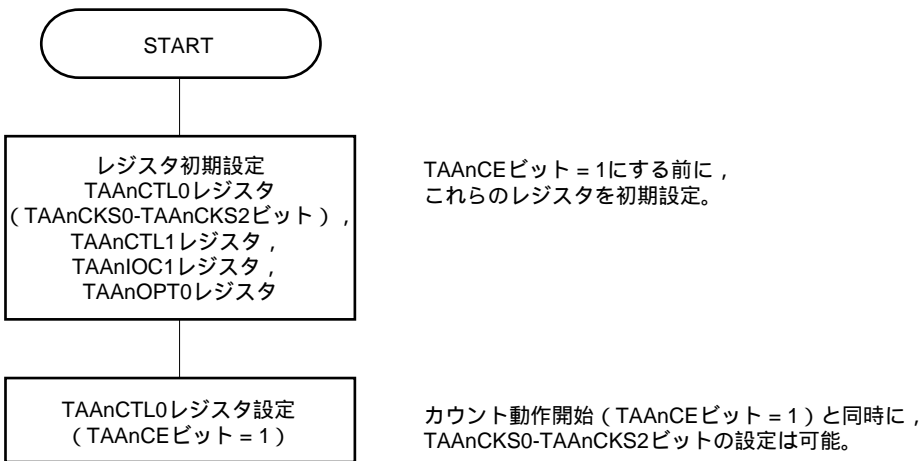 START
レジスタ初期設定
TAAnCTL0レジスタ
（TAAnCKS0-TAAnCKS2ビット），
TAAnCTL1レジスタ，
TAAnIOC1レジスタ，
TAAnOPT0レジスタ
TAAnCEビット = 1にする前に，
これらのレジスタを初期設定。
TAAnCTL0レジスタ設定
（TAAnCEビット = 1）
カウント動作開始（TAAnCEビット = 1）と同時に，
TAAnCKS0-TAAnCKS2ビットの設定は可能。